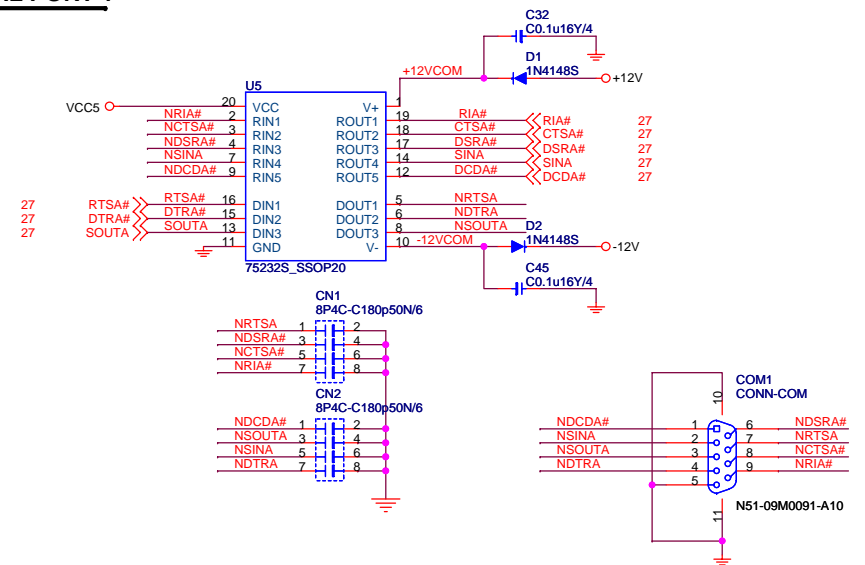 C32
C0.1u16Y/4
D1
1N4148S
+12VCOM
+12V
U5
VCC5
20 VCC V+ 1
NRIA# 2 RIN1 ROUT1 19 RIA# RIA# 27
NCTSA# 3 RIN2 ROUT2 18 CTSA# CTSA# 27
NDSRA# 4 RIN3 ROUT3 17 DSRA# DSRA# 27
NSINA 7 RIN4 ROUT4 14 SINA SINA 27
NDCDA# 9 RIN5 ROUT5 12 DCDA# DCDA# 27
27 RTSA# RTSA# 16 DIN1 DOUT1 5 NRTSA
27 DTRA# DTRA# 15 DIN2 DOUT2 6 NDTRA
27 SOUTA SOUTA 13 DIN3 DOUT3 8 NSOUTA D2
11 GND V- 10 -12VCOM 1N4148S -12V
75232S_SSOP20
C45
C0.1u16Y/4
CN1
8P4C-C180p50N/6
NRTSA 1 2
NDSRA# 3 4
NCTSA# 5 6
NRIA# 7 8
CN2
8P4C-C180p50N/6
NDCDA# 1 2
NSOUTA 3 4
NSINA 5 6
NDTRA 7 8
COM1
CONN-COM
10
NDCDA# 1 6 NDSRA#
NSINA 2 7 NRTSA
NSOUTA 3 8 NCTSA#
NDTRA 4 9 NRIA#
5
N51-09M0091-A10
11